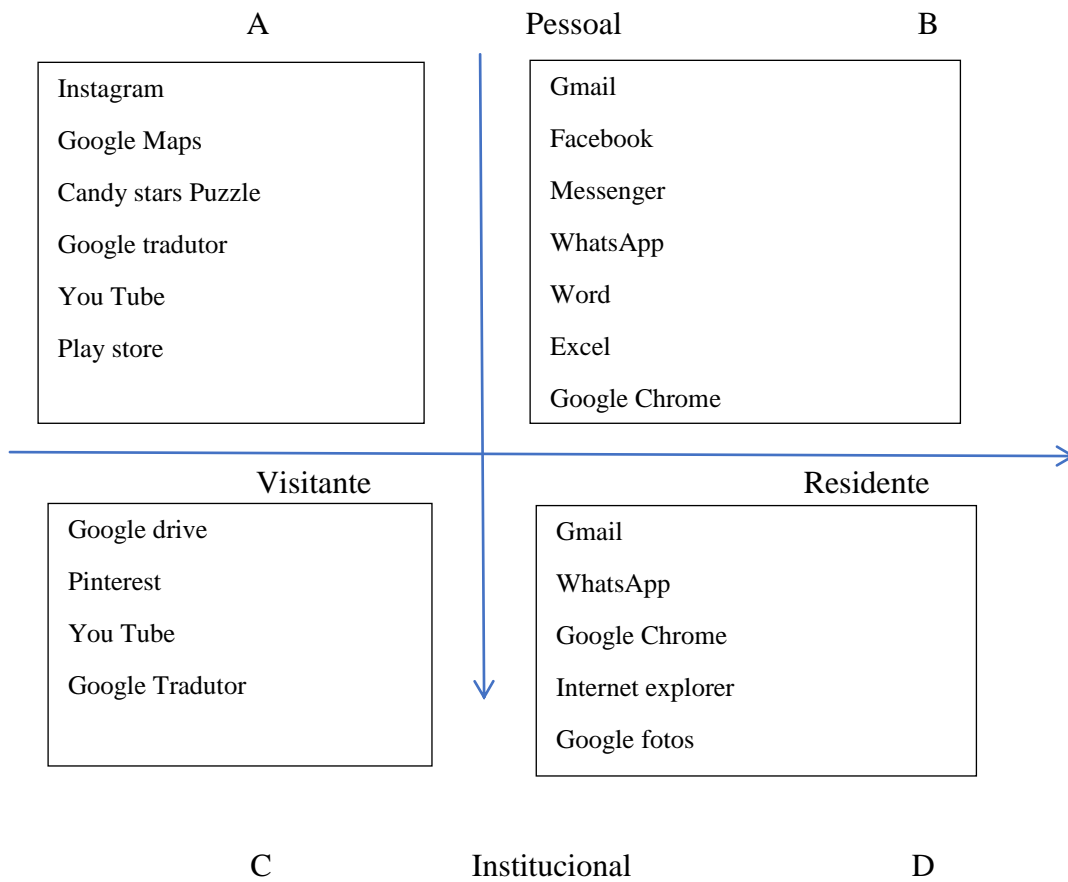 A
Pessoal
B
Instagram
Google Maps
Candy stars Puzzle
Google tradutor
You Tube
Play store
Gmail
Facebook
Messenger
WhatsApp
Word
Excel
Google Chrome
Visitante
Residente
Google drive
Pinterest
You Tube
Google Tradutor
Gmail
WhatsApp
Google Chrome
Internet explorer
Google fotos
C
Institucional
D